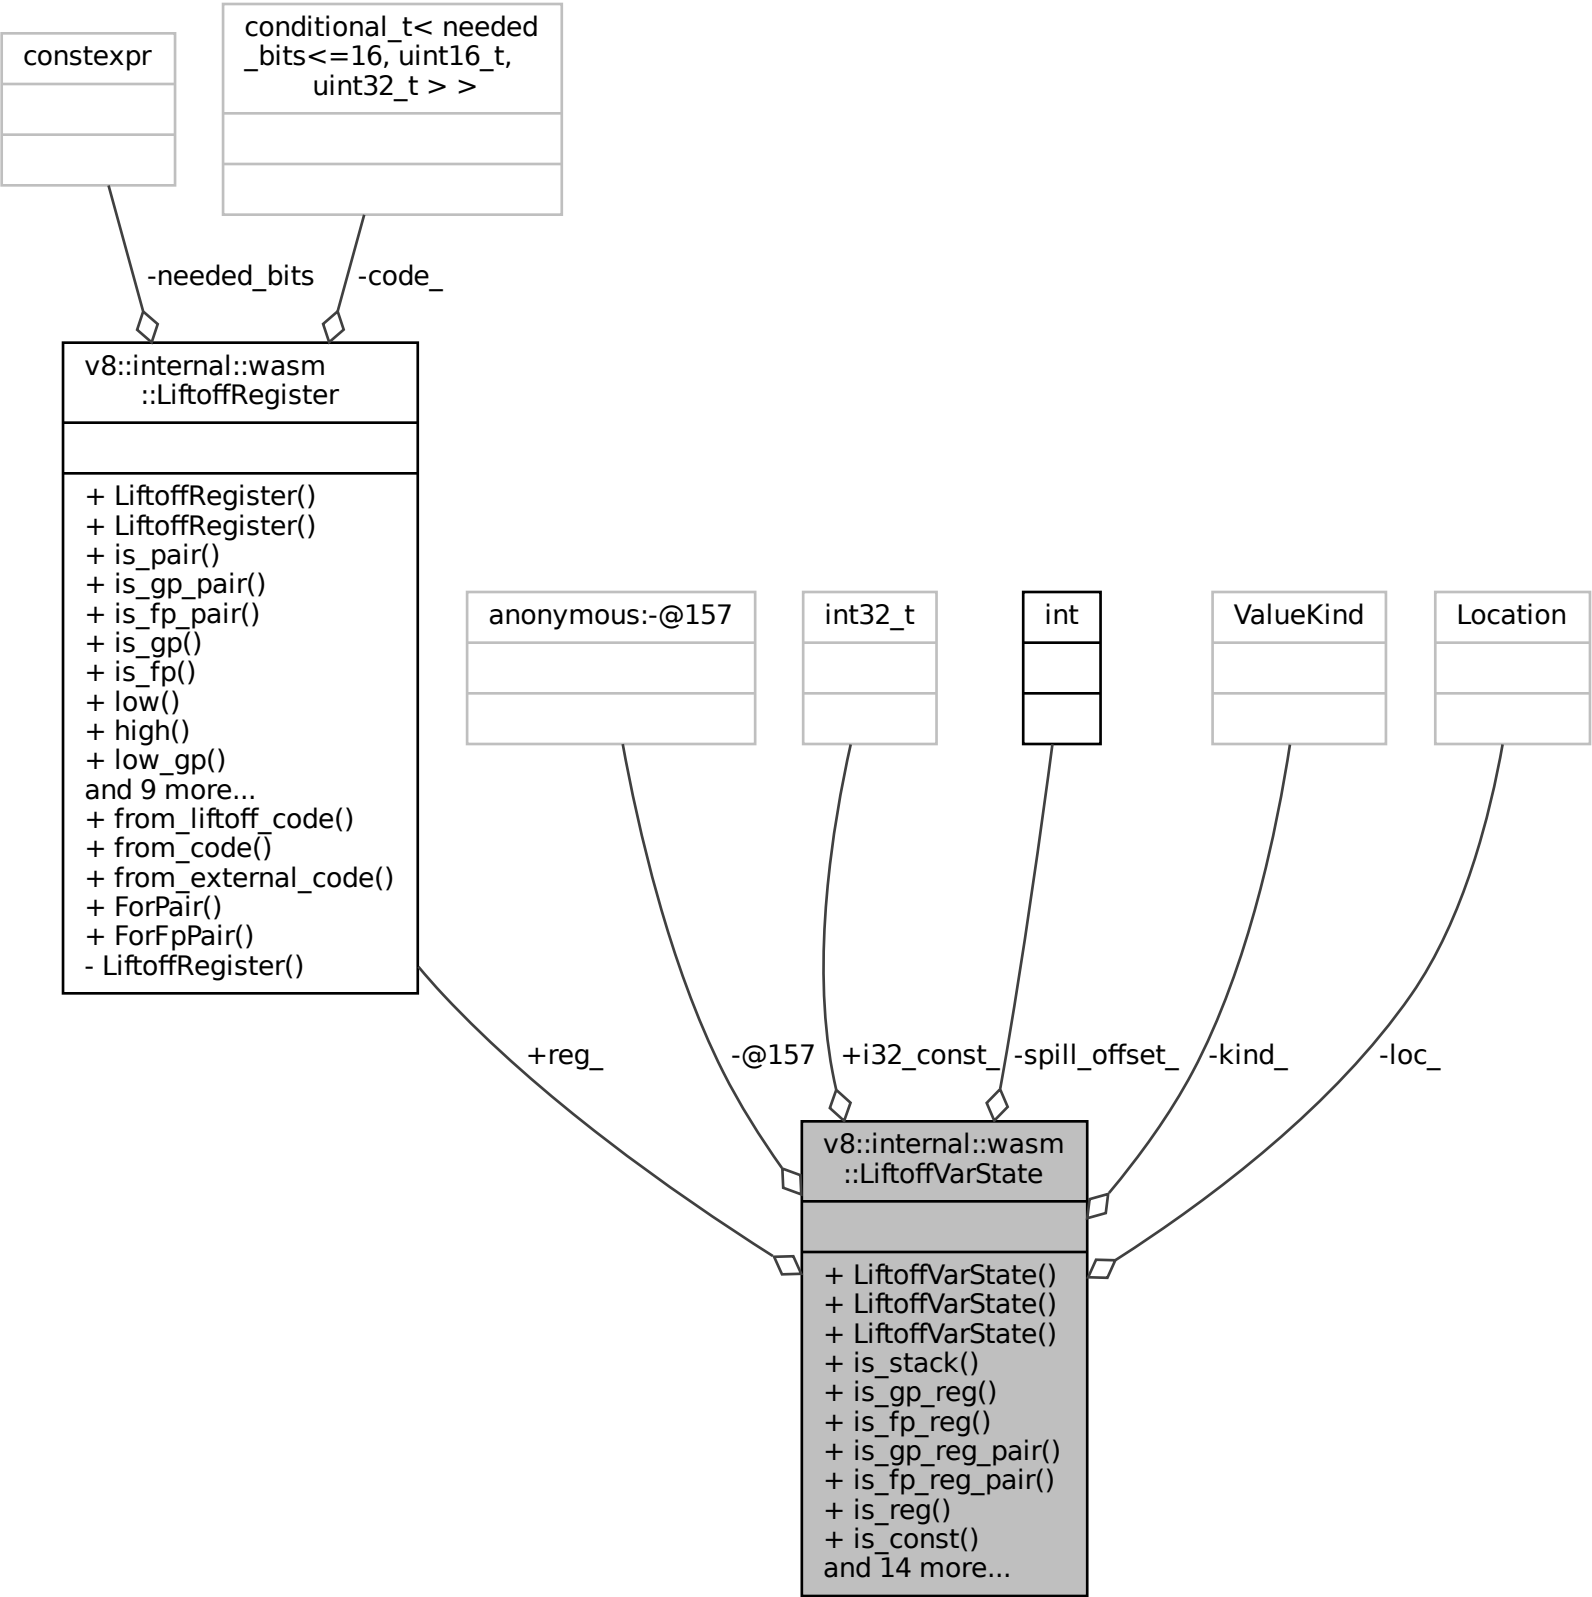 constexpr
conditional_t< needed
_bits<=16, uint16_t,
uint32_t > >
-needed_bits
-code_
v8::internal::wasm
::LiftoffRegister
+ LiftoffRegister()
+ LiftoffRegister()
+ is_pair()
+ is_gp_pair()
+ is_fp_pair()
+ is_gp()
+ is_fp()
+ low()
+ high()
+ low_gp()
and 9 more...
+ from_liftoff_code()
+ from_code()
+ from_external_code()
+ ForPair()
+ ForFpPair()
- LiftoffRegister()
anonymous:-@157
int32_t
int
ValueKind
Location
+reg_
-@157
+i32_const_
-spill_offset_
-kind_
-loc_
v8::internal::wasm
::LiftoffVarState
+ LiftoffVarState()
+ LiftoffVarState()
+ LiftoffVarState()
+ is_stack()
+ is_gp_reg()
+ is_fp_reg()
+ is_gp_reg_pair()
+ is_fp_reg_pair()
+ is_reg()
+ is_const()
and 14 more...